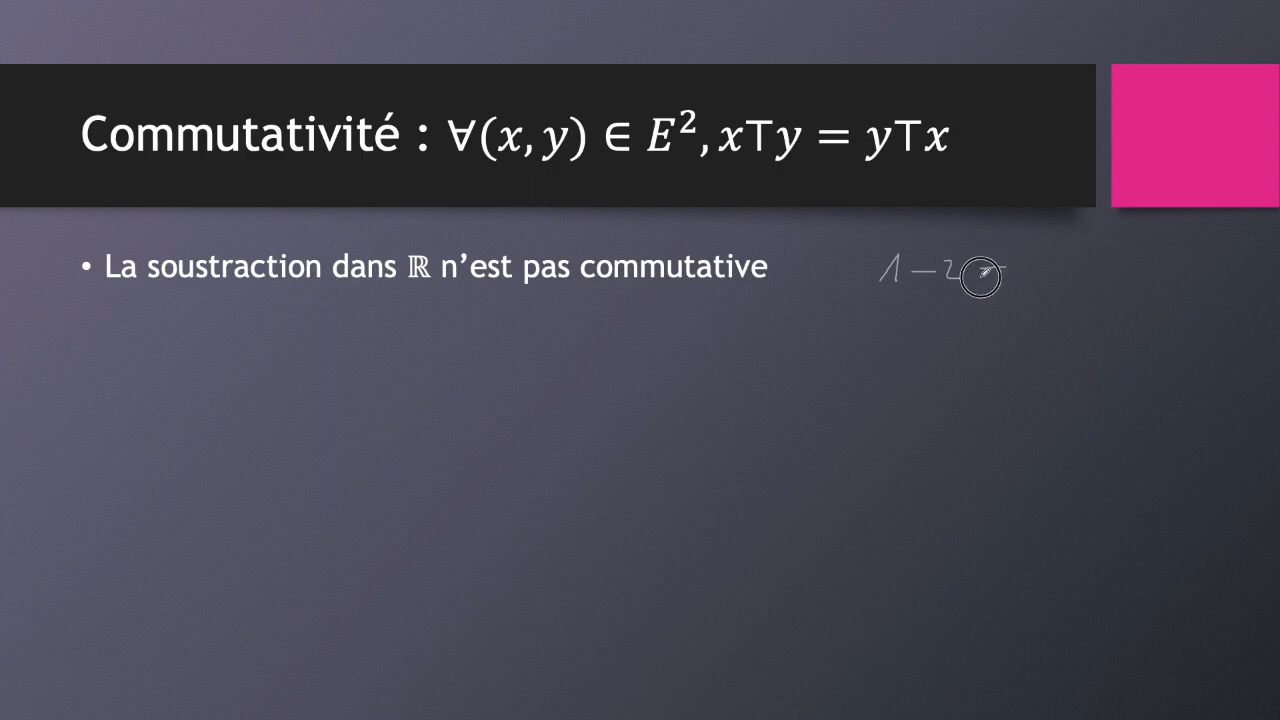 Commutativité : ∀(x, y) ∈ E², x⊤y = y⊤x
• La soustraction dans ℝ n’est pas commutative 1 − 2